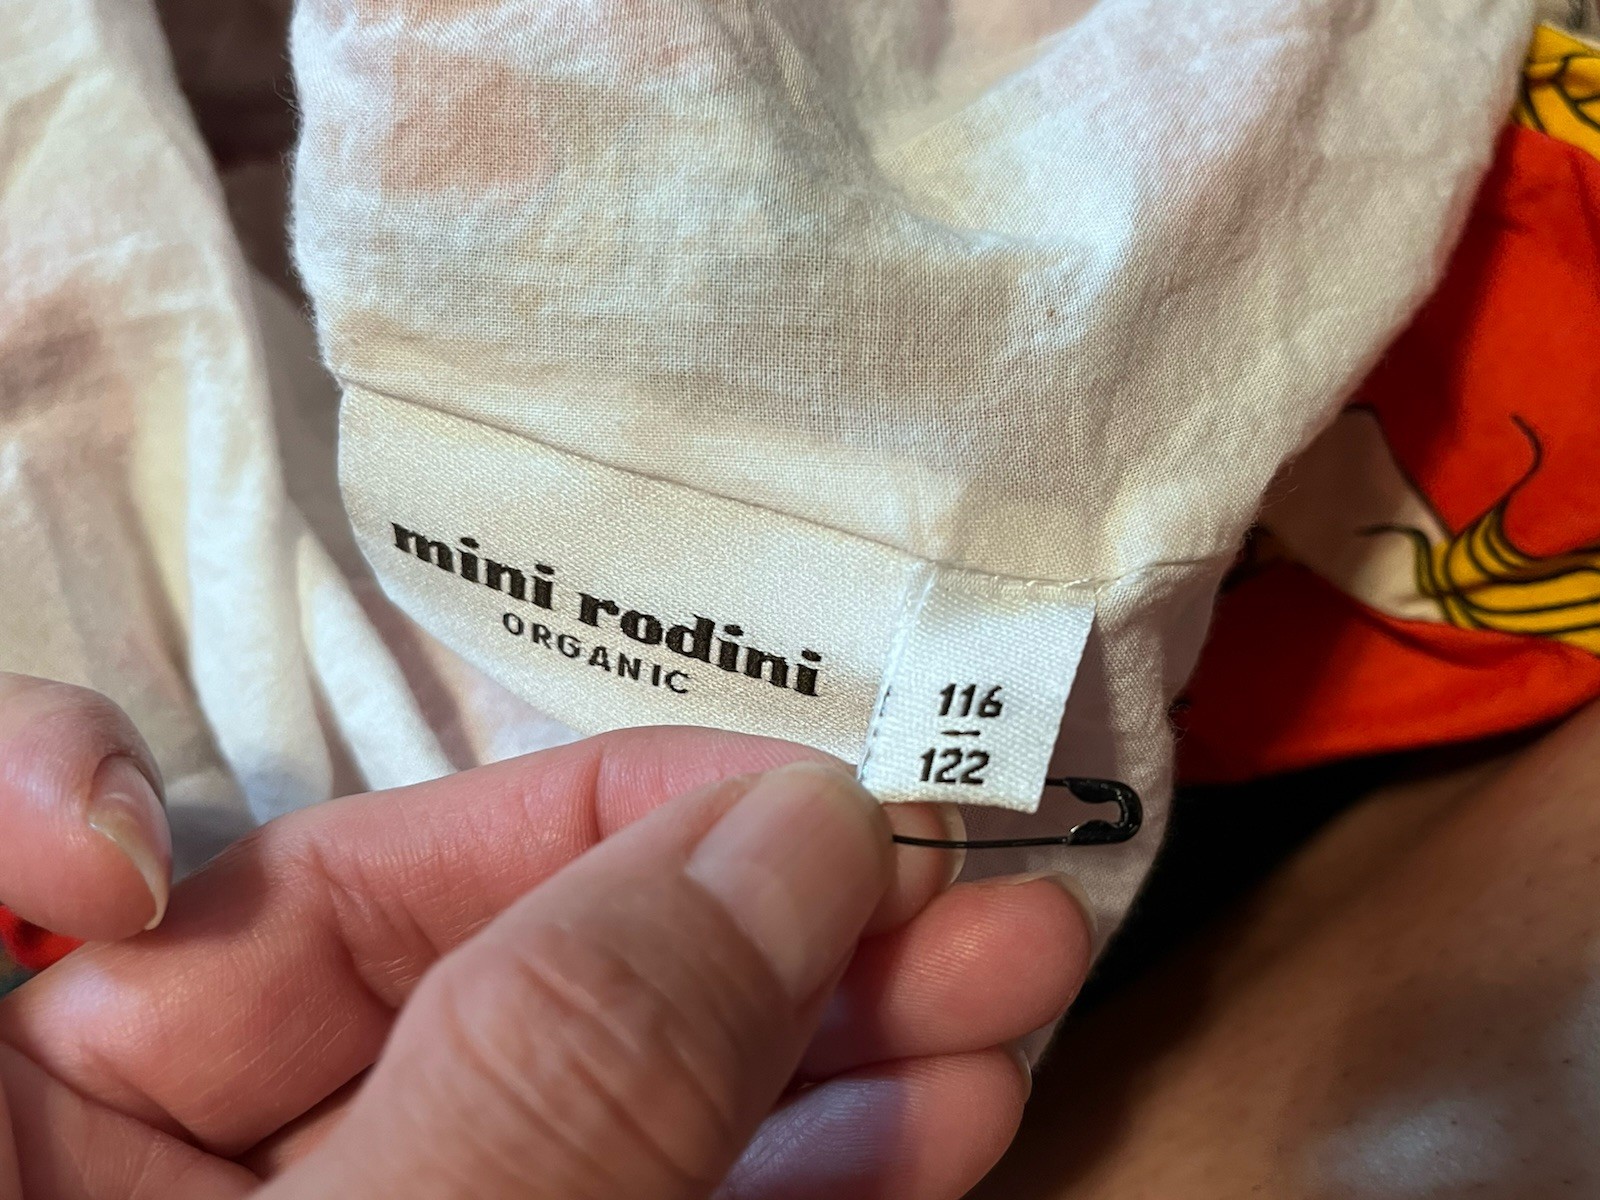 mini rodini
ORGANIC
116
—
122